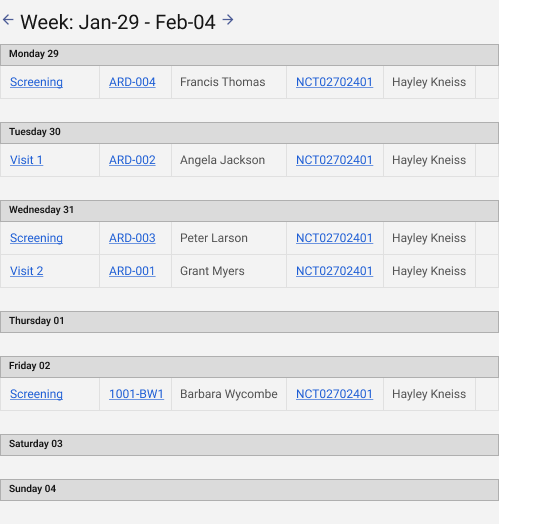 ← Week: Jan-29 - Feb-04 →
Monday 29
Screening ARD-004 Francis Thomas NCT02702401 Hayley Kneiss
Tuesday 30
Visit 1 ARD-002 Angela Jackson NCT02702401 Hayley Kneiss
Wednesday 31
Screening ARD-003 Peter Larson NCT02702401 Hayley Kneiss
Visit 2 ARD-001 Grant Myers NCT02702401 Hayley Kneiss
Thursday 01
Friday 02
Screening 1001-BW1 Barbara Wycombe NCT02702401 Hayley Kneiss
Saturday 03
Sunday 04